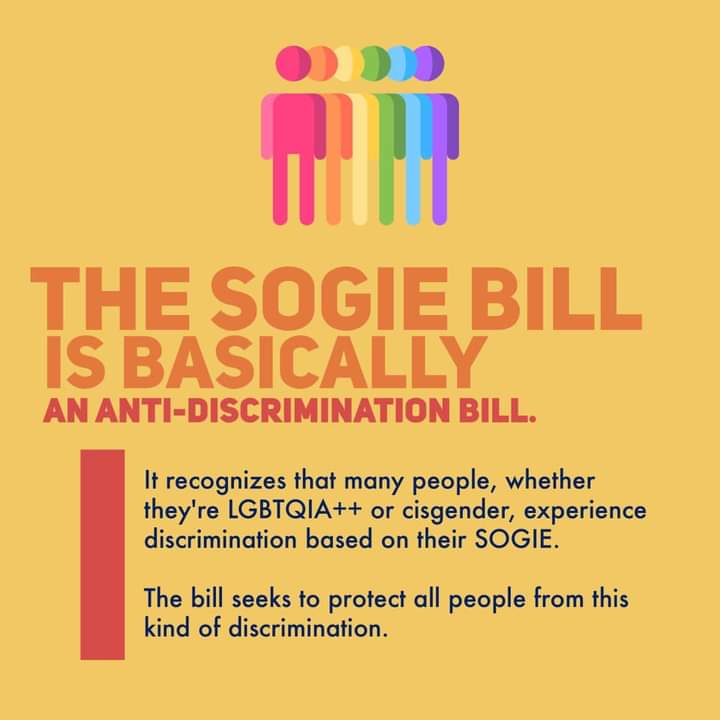 THE SOGIE BILL
IS BASICALLY
AN ANTI-DISCRIMINATION BILL.
It recognizes that many people, whether
they're LGBTQIA++ or cisgender, experience
discrimination based on their SOGIE.
The bill seeks to protect all people from this
kind of discrimination.